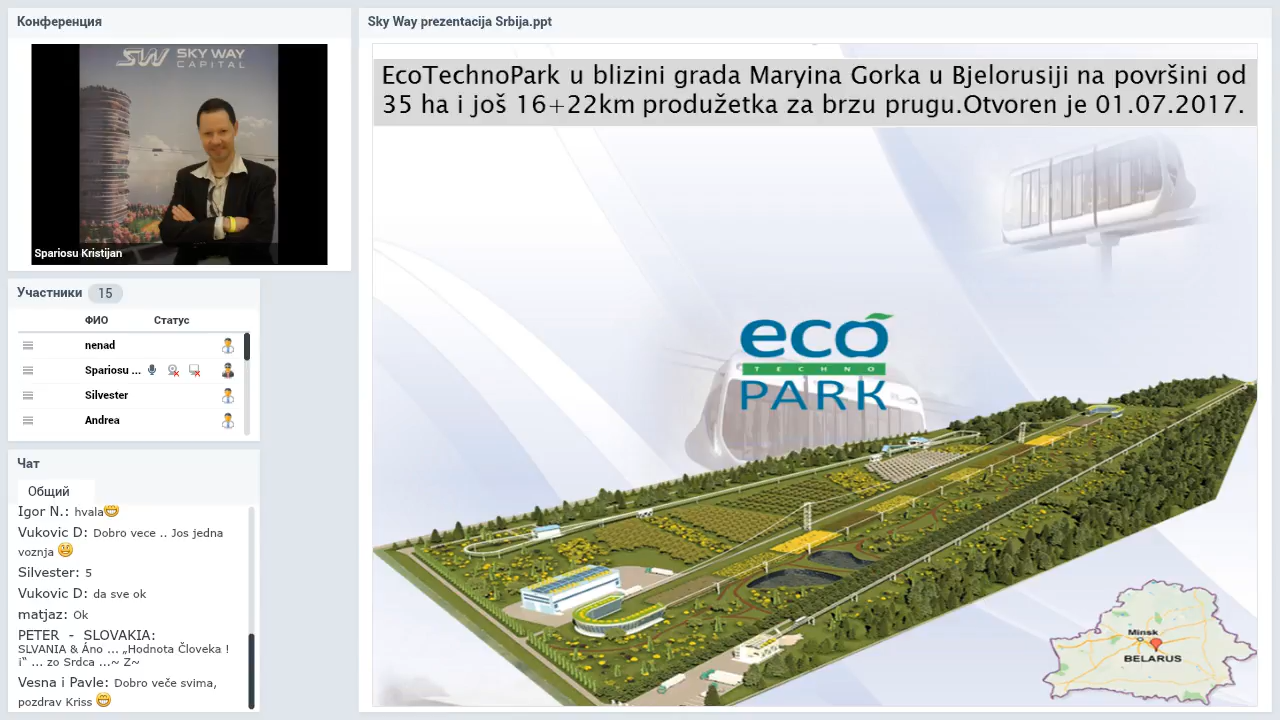 Конференция
SW SKY WAY
CAPITAL
Spariosu Kristijan
Участники 15
ФИО Статус
nenad
Spariosu ...
Silvester
Andrea
Чат
Общий
Igor N.: hvala
Vukovic D: Dobro vece .. Jos jedna
voznja
Silvester: 5
Vukovic D: da sve ok
matjaz: Ok
PETER - SLOVAKIA:
SLVANIA & Áno ... „Hodnota Človeka !
i“ ... zo Srdca ...~ Z~
Vesna i Pavle: Dobro veče svima,
pozdrav Kriss
Sky Way prezentacija Srbija.ppt
EcoTechnoPark u blizini grada Maryina Gorka u Bjelorusiji na površini od
35 ha i još 16+22km produžetka za brzu prugu.Otvoren je 01.07.2017.
eco
TECHNO
PARK
Minsk
BELARUS